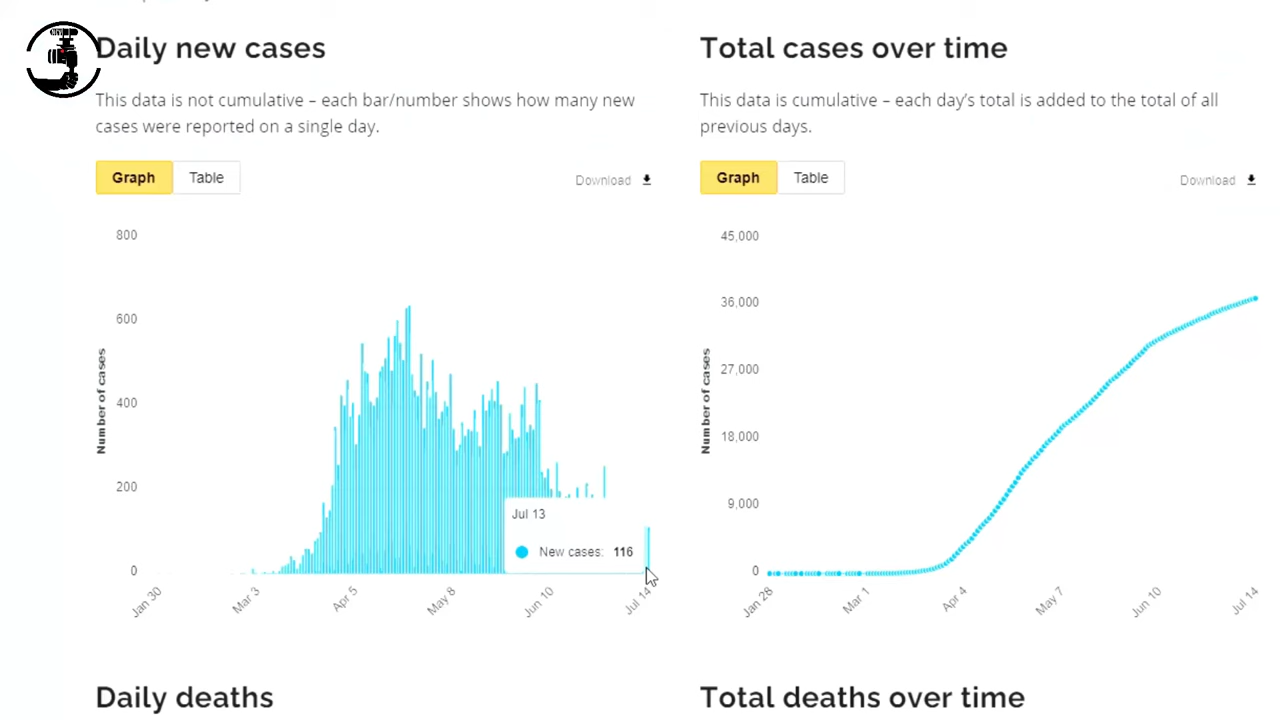 Daily new cases
This data is not cumulative – each bar/number shows how many new
cases were reported on a single day.
Graph Table
Download
800
600
400
200
0
Number of cases
Jan 30 Mar 3 Apr 5 May 8 Jun 10 Jul 14
Jul 13
New cases: 116
Total cases over time
This data is cumulative – each day’s total is added to the total of all
previous days.
Graph Table
Download
45,000
36,000
27,000
18,000
9,000
0
Number of cases
Jan 28 Mar 1 Apr 4 May 7 Jun 10 Jul 14
Daily deaths
Total deaths over time